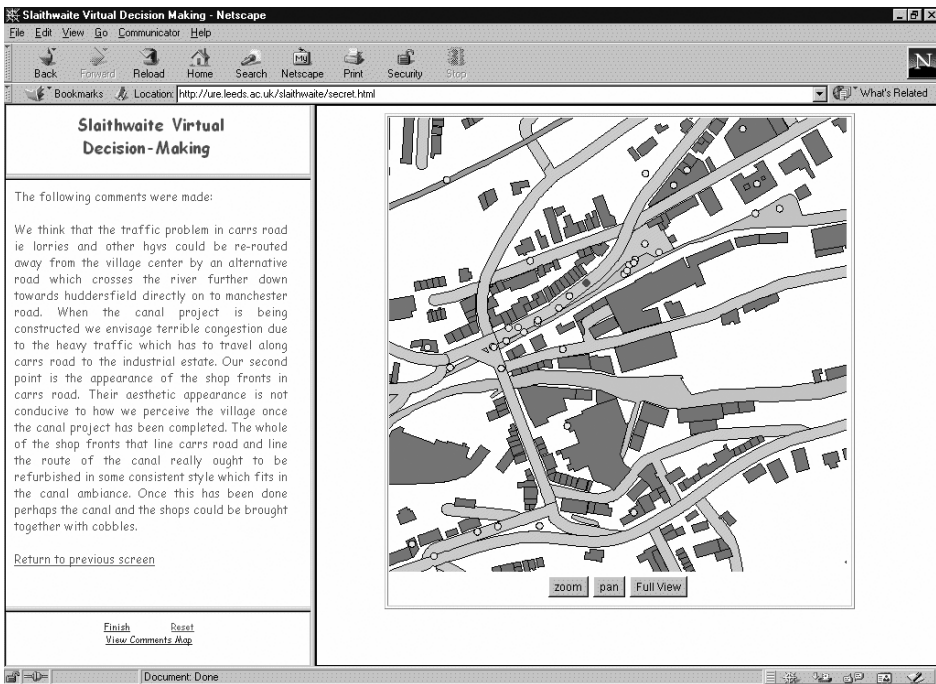 Slaithwaite Virtual Decision Making - Netscape
File Edit View Go Communicator Help
Back Forward Reload Home Search Netscape Print Security Stop
My
N
Bookmarks Location: http://ure.leeds.ac.uk/slaithwaite/secret.html What's Related
Slaithwaite Virtual
Decision-Making
The following comments were made:
We think that the traffic problem in carrs road
ie lorries and other hgvs could be re-routed
away from the village center by an alternative
road which crosses the river further down
towards huddersfield directly on to manchester
road. When the canal project is being
constructed we envisage terrible congestion due
to the heavy traffic which has to travel along
carrs road to the industrial estate. Our second
point is the appearance of the shop fronts in
carrs road. Their aesthetic appearance is not
conducive to how we perceive the village once
the canal project has been completed. The whole
of the shop fronts that line carrs road and line
the route of the canal really ought to be
refurbished in some consistent style which fits in
the canal ambiance. Once this has been done
perhaps the canal and the shops could be brought
together with cobbles.
Return to previous screen
zoom pan Full View
Finish Reset
View Comments Map
Document: Done